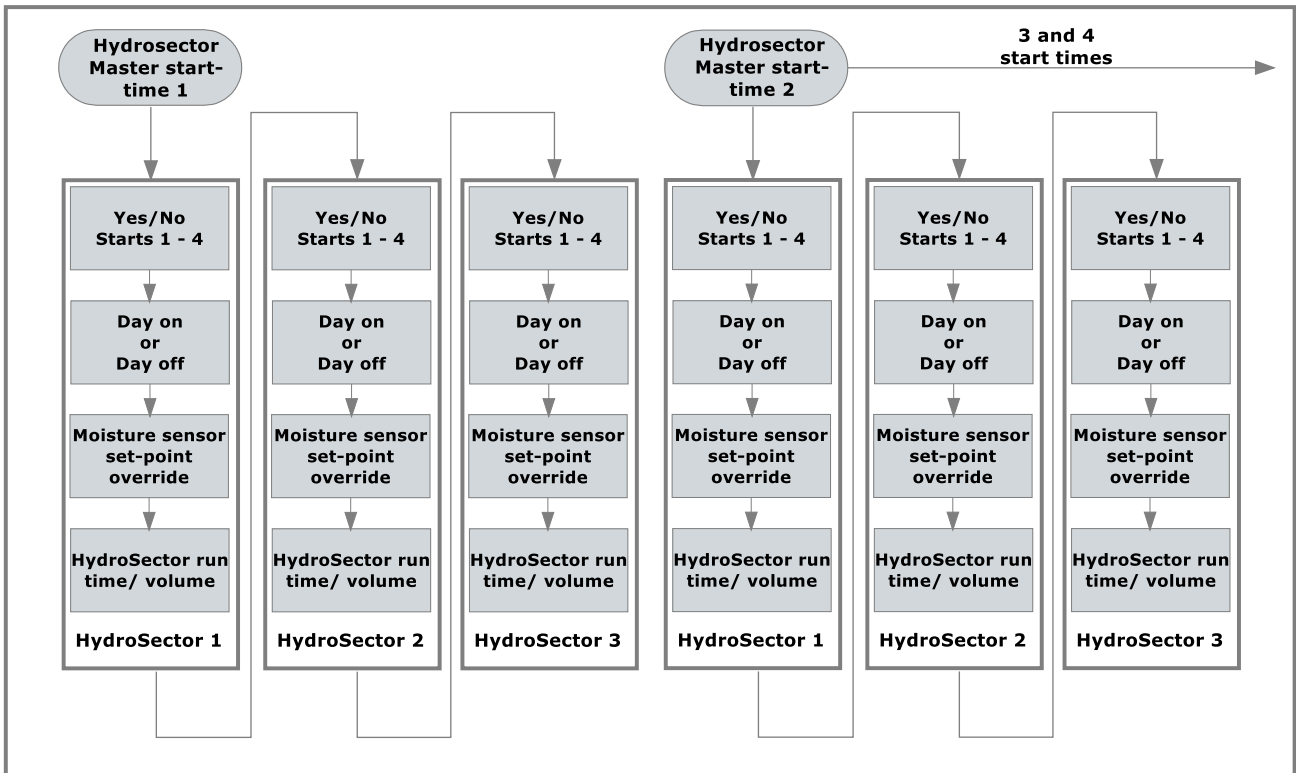 Hydrosector
Master start-
time 1
Hydrosector
Master start-
time 2
3 and 4
start times
Yes/No
Starts 1 - 4
Day on
or
Day off
Moisture sensor
set-point
override
HydroSector run
time/ volume
HydroSector 1
Yes/No
Starts 1 - 4
Day on
or
Day off
Moisture sensor
set-point
override
HydroSector run
time/ volume
HydroSector 2
Yes/No
Starts 1 - 4
Day on
or
Day off
Moisture sensor
set-point
override
HydroSector run
time/ volume
HydroSector 3
Yes/No
Starts 1 - 4
Day on
or
Day off
Moisture sensor
set-point
override
HydroSector run
time/ volume
HydroSector 1
Yes/No
Starts 1 - 4
Day on
or
Day off
Moisture sensor
set-point
override
HydroSector run
time/ volume
HydroSector 2
Yes/No
Starts 1 - 4
Day on
or
Day off
Moisture sensor
set-point
override
HydroSector run
time/ volume
HydroSector 3